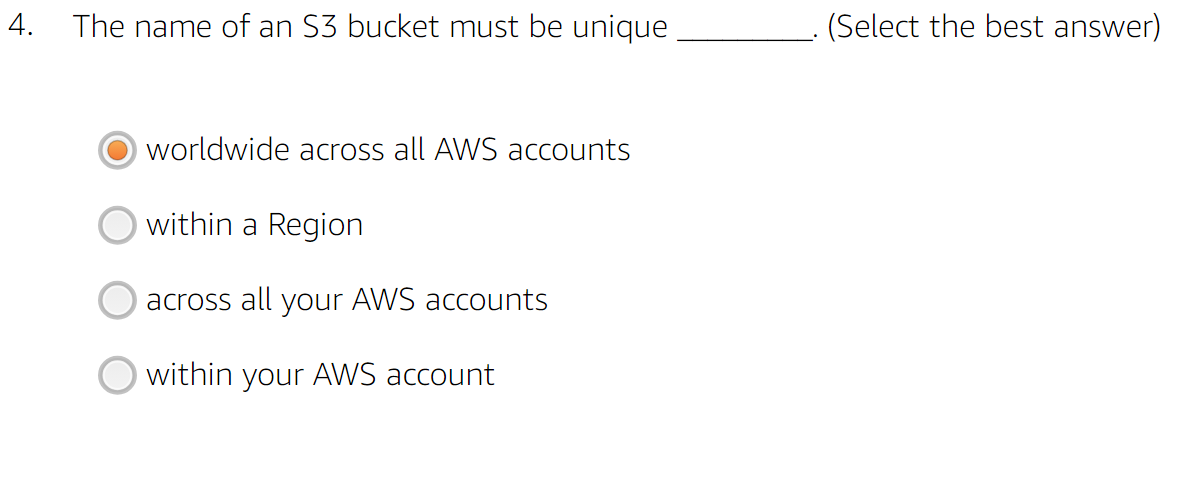 4. The name of an S3 bucket must be unique _________. (Select the best answer)
worldwide across all AWS accounts
within a Region
across all your AWS accounts
within your AWS account